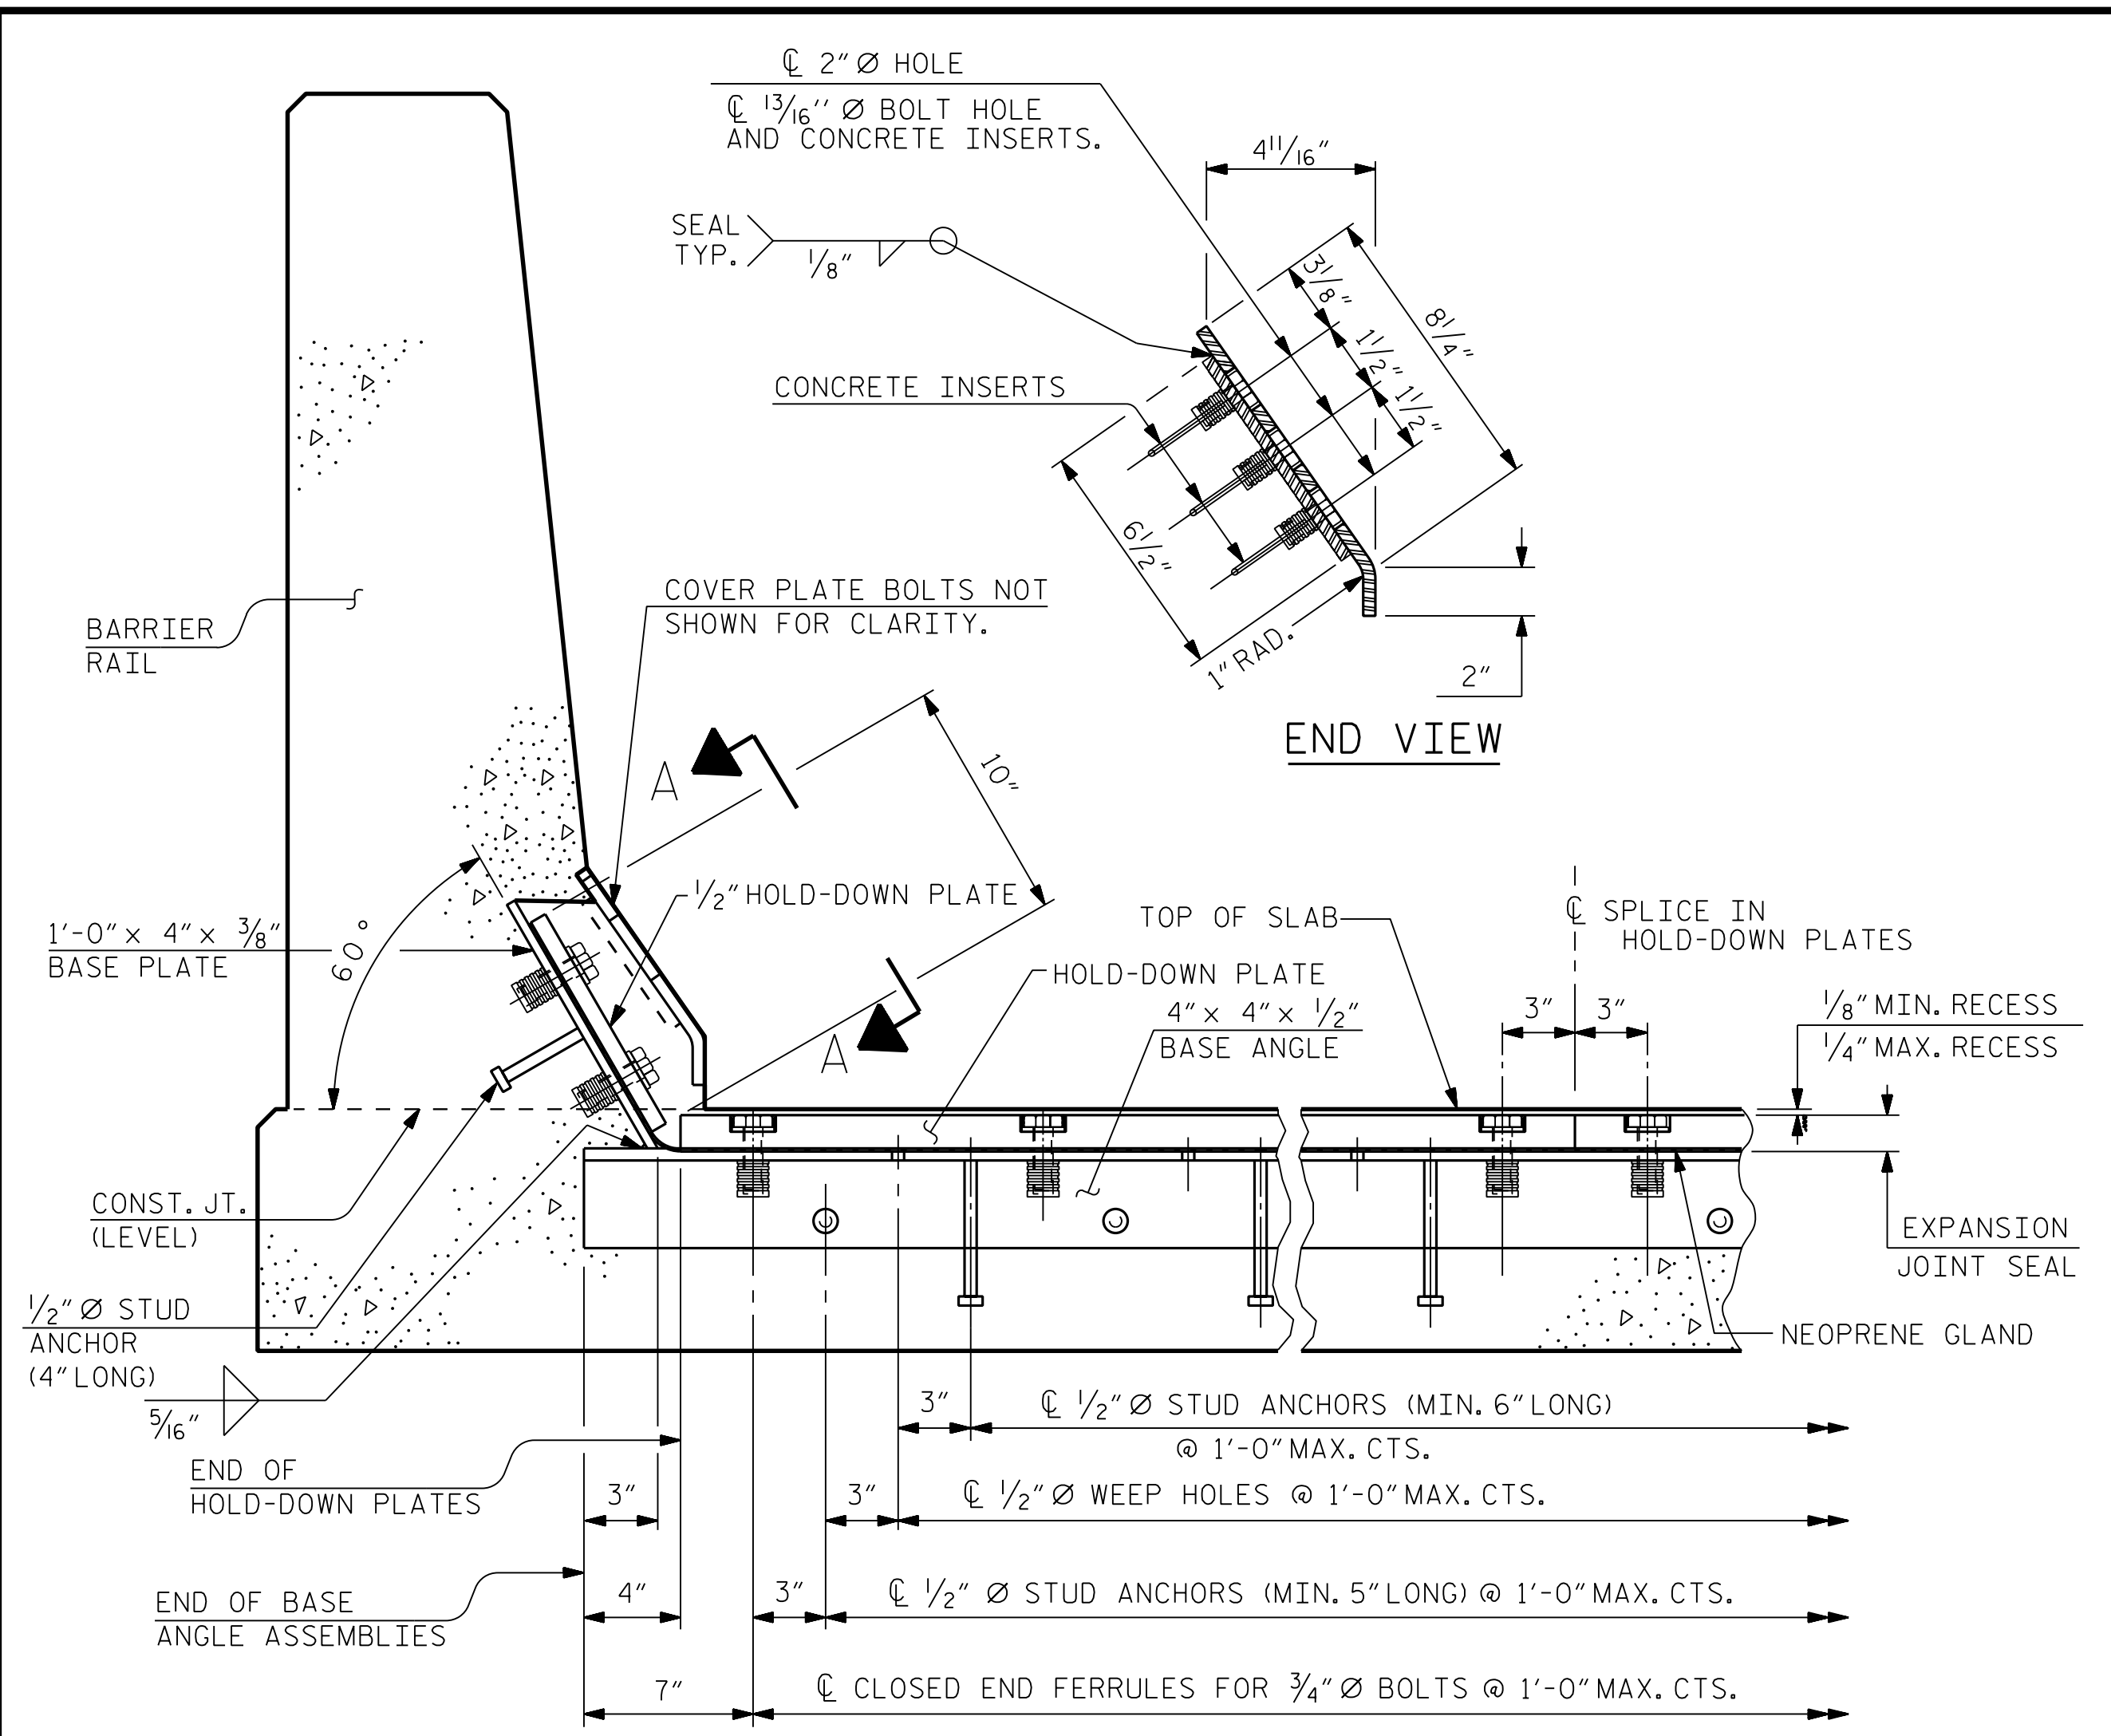 ℄ 2"Ø HOLE
℄ 13/16"Ø BOLT HOLE
AND CONCRETE INSERTS.
4 11/16"
SEAL
TYP.
1/8"
3 1/8"
8 1/4"
1 1/2"
1 1/2"
CONCRETE INSERTS
6 1/2"
COVER PLATE BOLTS NOT
SHOWN FOR CLARITY.
BARRIER
RAIL
1" RAD.
2"
END VIEW
A
10"
1/2" HOLD-DOWN PLATE
TOP OF SLAB
℄ SPLICE IN
HOLD-DOWN PLATES
1'-0" x 4" x 3/8"
BASE PLATE
60°
HOLD-DOWN PLATE
4" x 4" x 1/2"
BASE ANGLE
A
3"
3"
1/8" MIN. RECESS
1/4" MAX. RECESS
CONST. JT.
(LEVEL)
EXPANSION
JOINT SEAL
1/2"Ø STUD
ANCHOR
(4" LONG)
NEOPRENE GLAND
5/16"
3"
℄ 1/2"Ø STUD ANCHORS (MIN. 6" LONG)
@ 1'-0" MAX. CTS.
END OF
HOLD-DOWN PLATES
3"
3"
℄ 1/2"Ø WEEP HOLES @ 1'-0" MAX. CTS.
END OF BASE
ANGLE ASSEMBLIES
4"
3"
℄ 1/2" Ø STUD ANCHORS (MIN. 5" LONG) @ 1'-0" MAX. CTS.
7"
℄ CLOSED END FERRULES FOR 3/4"Ø BOLTS @ 1'-0" MAX. CTS.